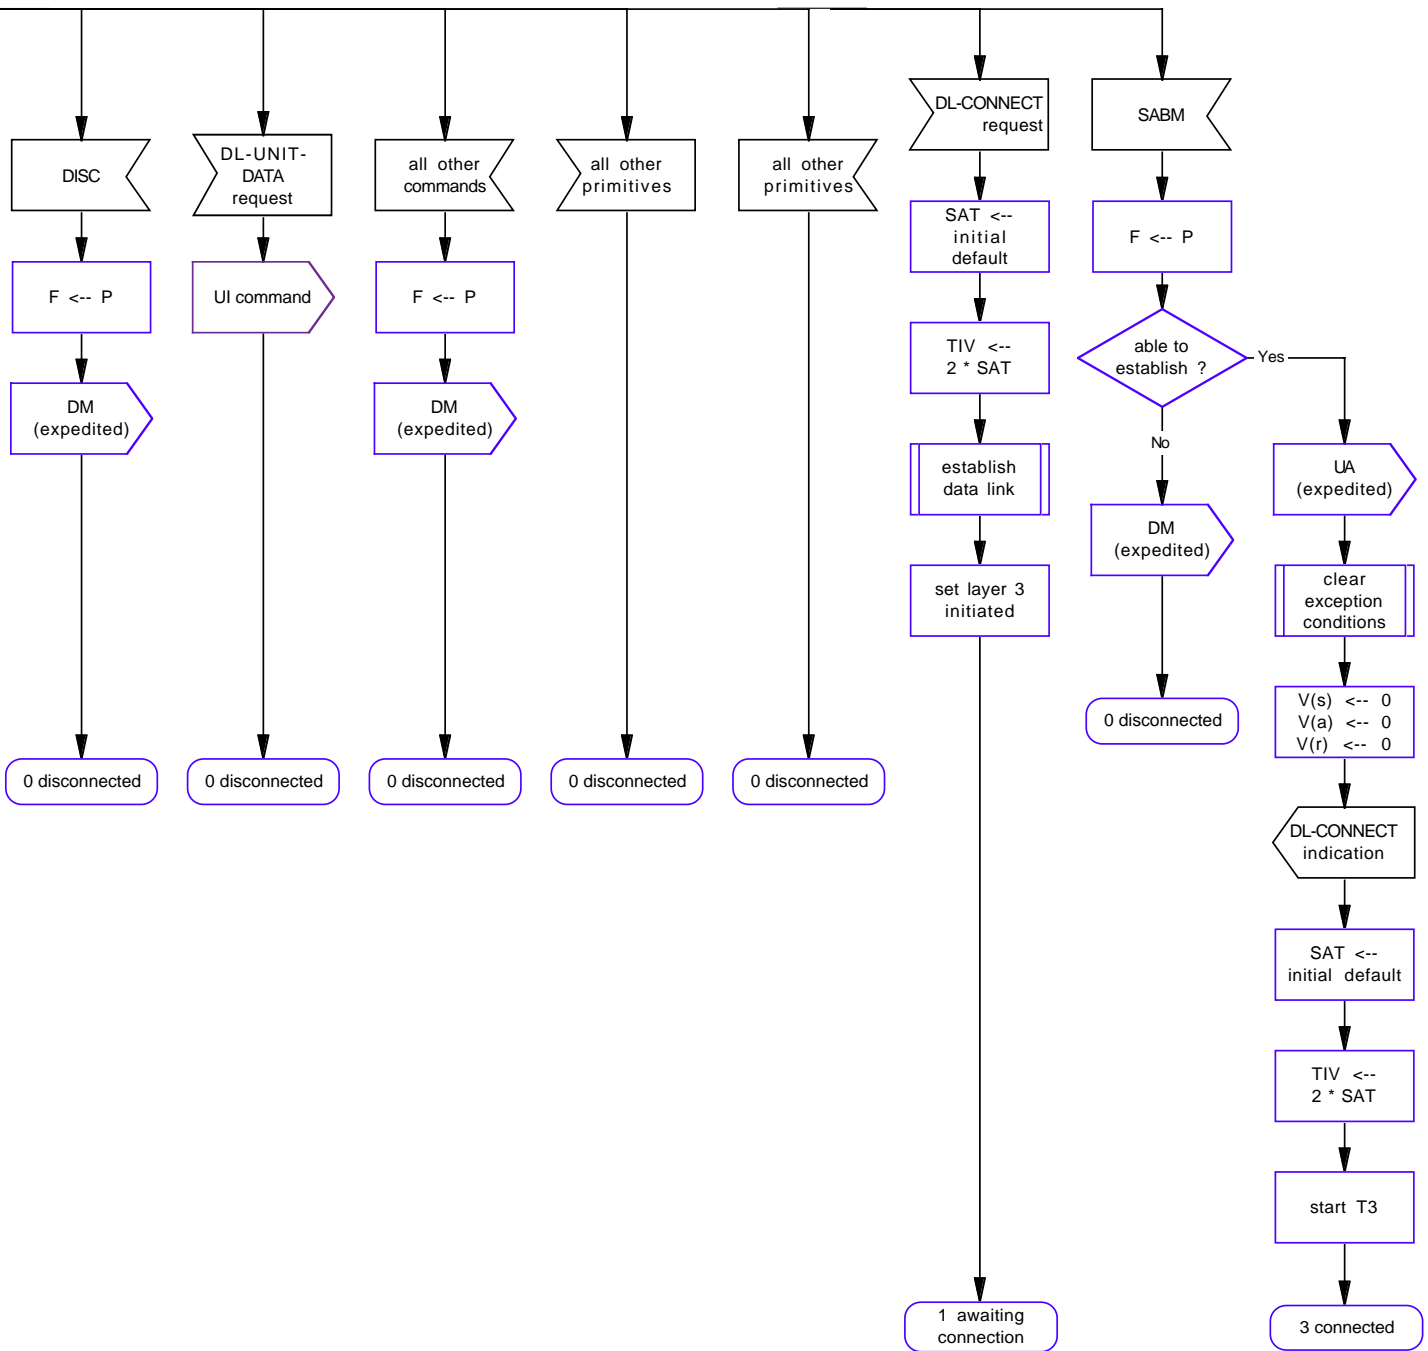 DISC
F <-- P
DM
(expedited)
0 disconnected
DL-UNIT-
DATA
request
UI command
0 disconnected
all other
commands
F <-- P
DM
(expedited)
0 disconnected
all other
primitives
0 disconnected
all other
primitives
0 disconnected
DL-CONNECT
request
SAT <--
initial
default
TIV <--
2 * SAT
establish
data link
set layer 3
initiated
1 awaiting
connection
SABM
F <-- P
able to
establish ?
Yes
No
DM
(expedited)
0 disconnected
UA
(expedited)
clear
exception
conditions
V(s) <-- 0
V(a) <-- 0
V(r) <-- 0
DL-CONNECT
indication
SAT <--
initial default
TIV <--
2 * SAT
start T3
3 connected